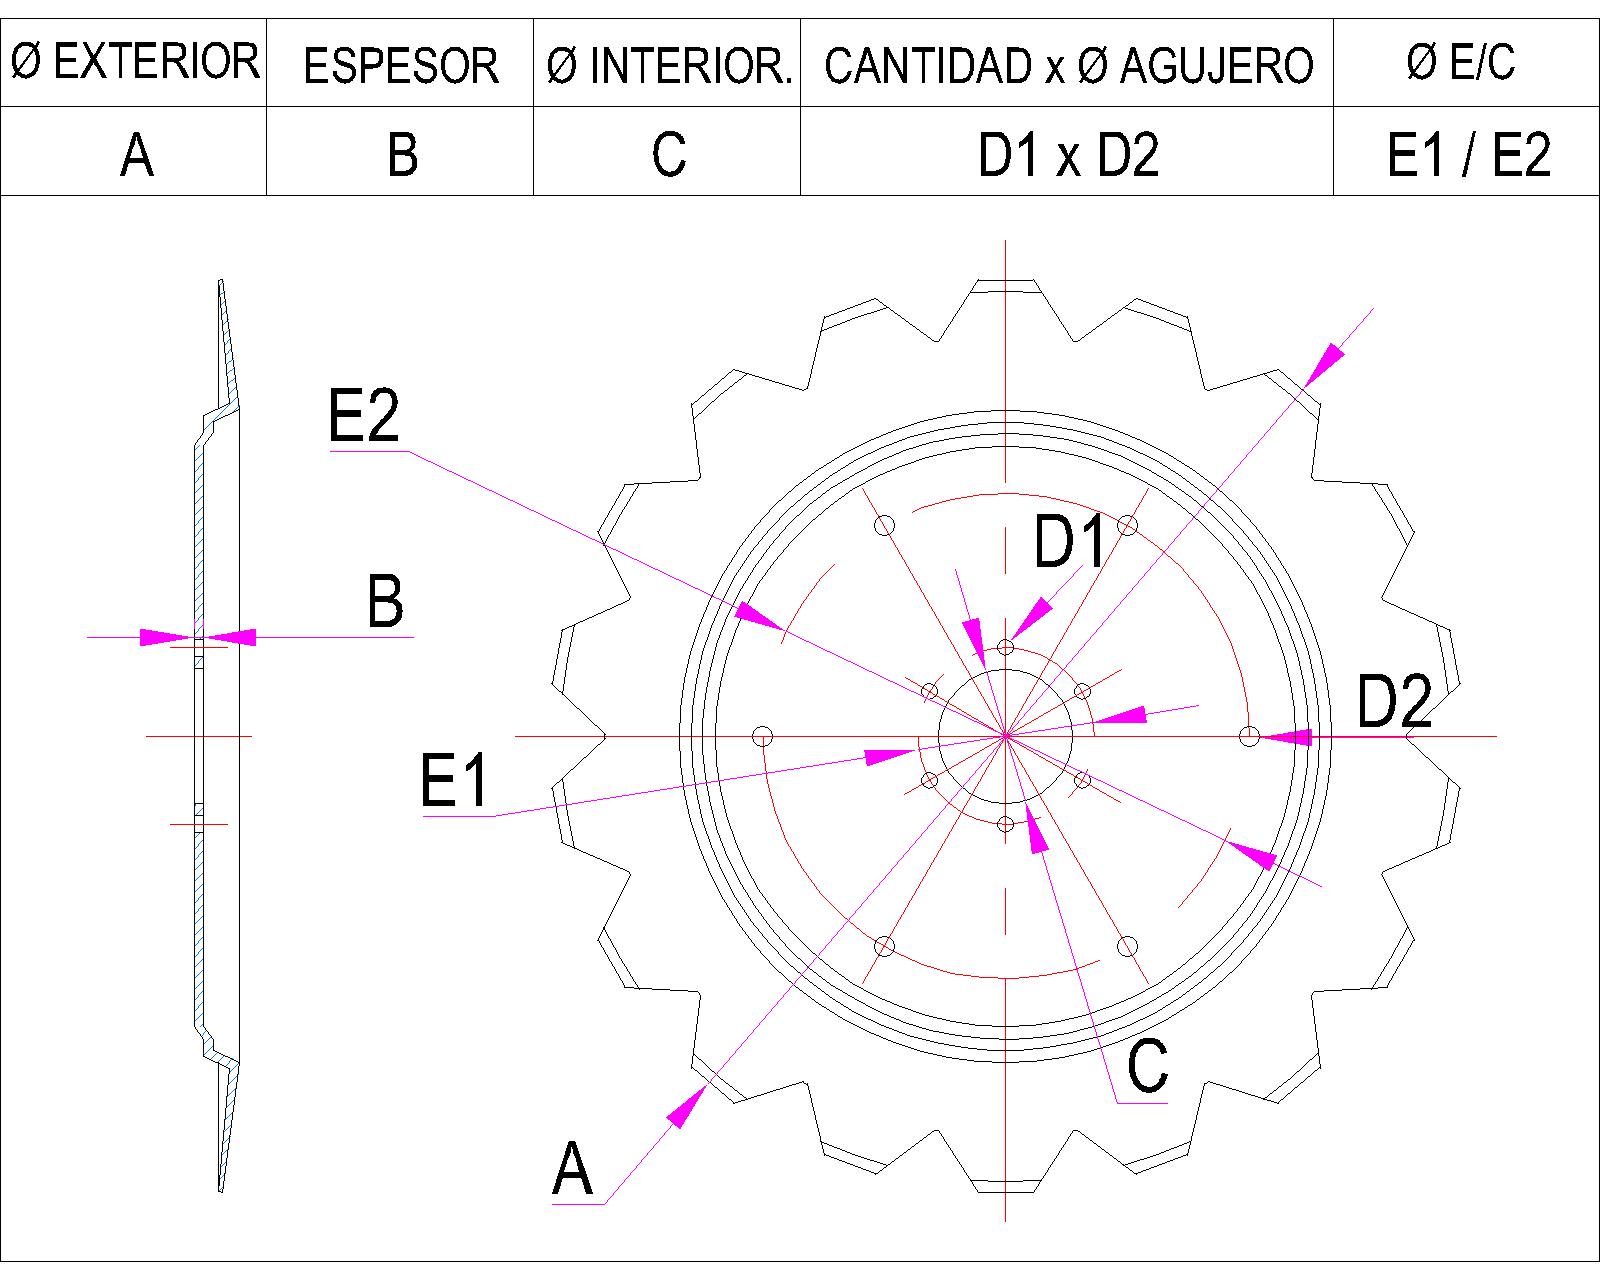 Ø EXTERIOR ESPESOR Ø INTERIOR. CANTIDAD x Ø AGUJERO Ø E/C
A B C D1 x D2 E1 / E2
E2
D1
B
D2
E1
C
A